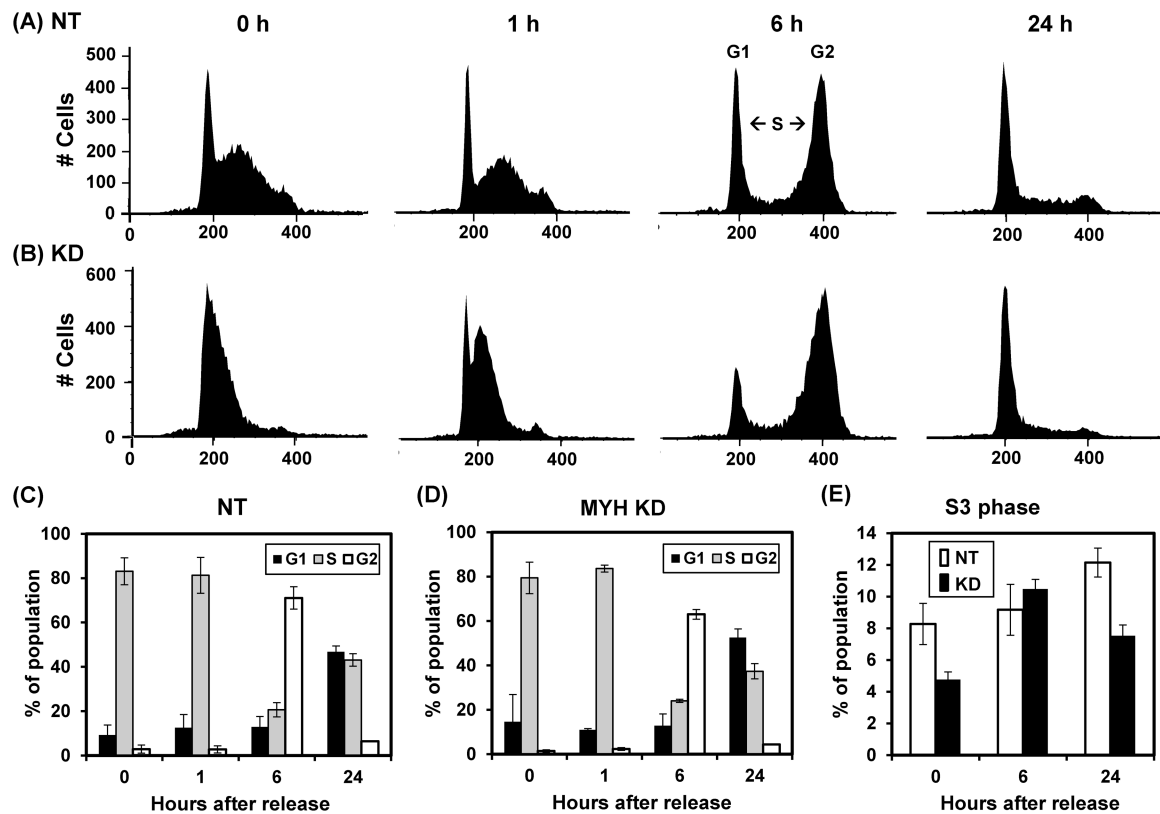 (A) NT 0 h 1 h 6 h 24 h
G1 G2
← S →
# Cells
500
400
300
200
100
0
0 200 400 200 400 200 400 200 400
(B) KD
# Cells
600
400
200
0
0 200 400 200 400 200 400 200 400
(C) NT
% of population
100
80
60
40
20
0
G1 S G2
0 1 6 24
Hours after release
(D) MYH KD
% of population
100
80
60
40
20
0
G1 S G2
0 1 6 24
Hours after release
(E) S3 phase
% of population
14
12
10
8
6
4
2
0
NT
KD
0 6 24
Hours after release